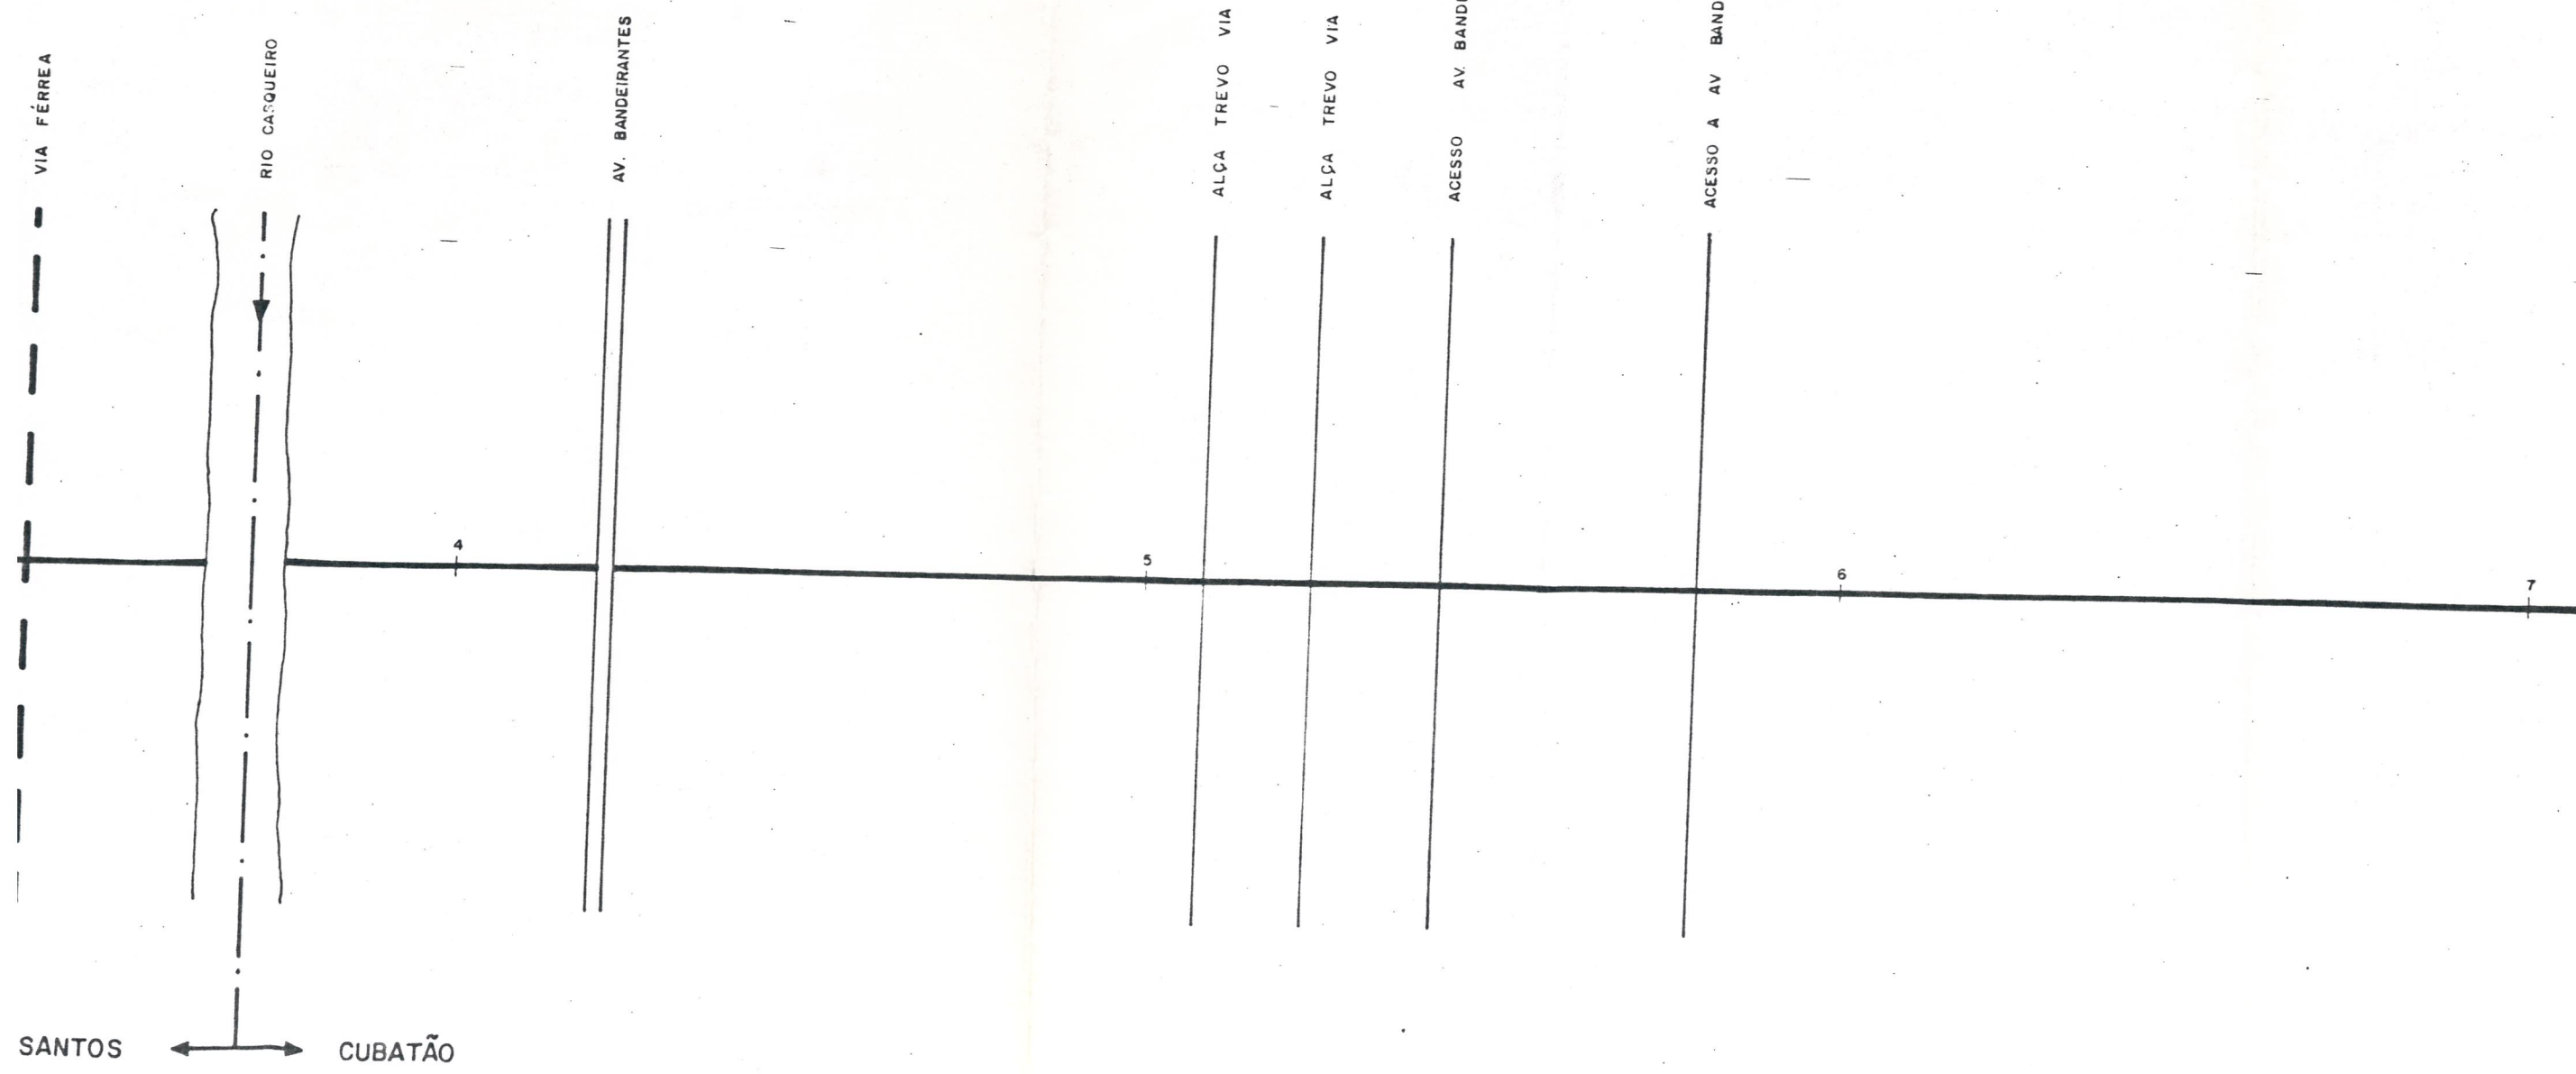 VIA FÉRREA
RIO CASQUEIRO
AV. BANDEIRANTES
ALÇA TREVO VIA
ALÇA TREVO VIA
ACESSO AV. BANDE
ACESSO A AV BAND
4
5
6
7
SANTOS
CUBATÃO